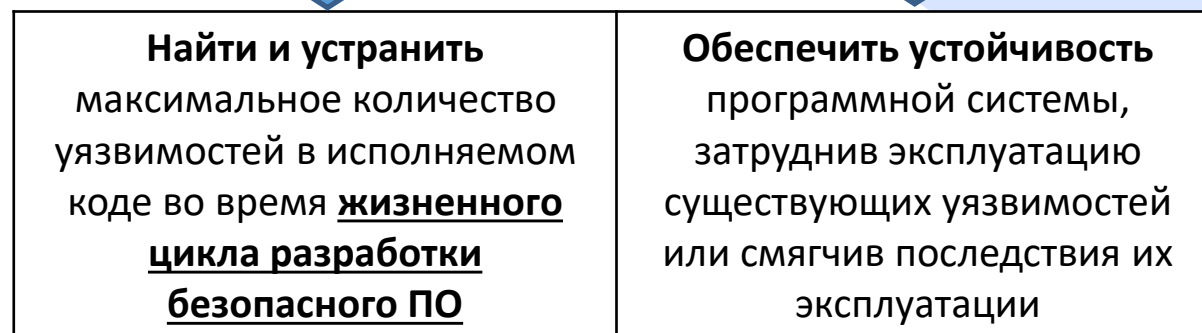 Найти и устранить
максимальное количество
уязвимостей в исполняемом
коде во время жизненного
цикла разработки
безопасного ПО
Обеспечить устойчивость
программной системы,
затруднив эксплуатацию
существующих уязвимостей
или смягчив последствия их
эксплуатации